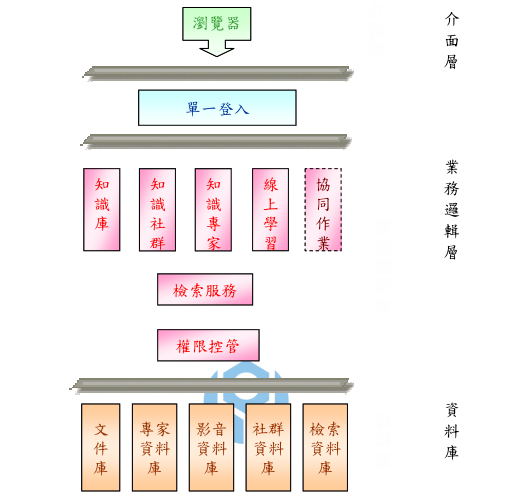 瀏覽器
介面層
單一登入
知識庫
知識社群
知識專家
線上學習
協同作業
業務邏輯層
檢索服務
權限控管
文件庫
專家資料庫
影音資料庫
社群資料庫
檢索資料庫
資料庫